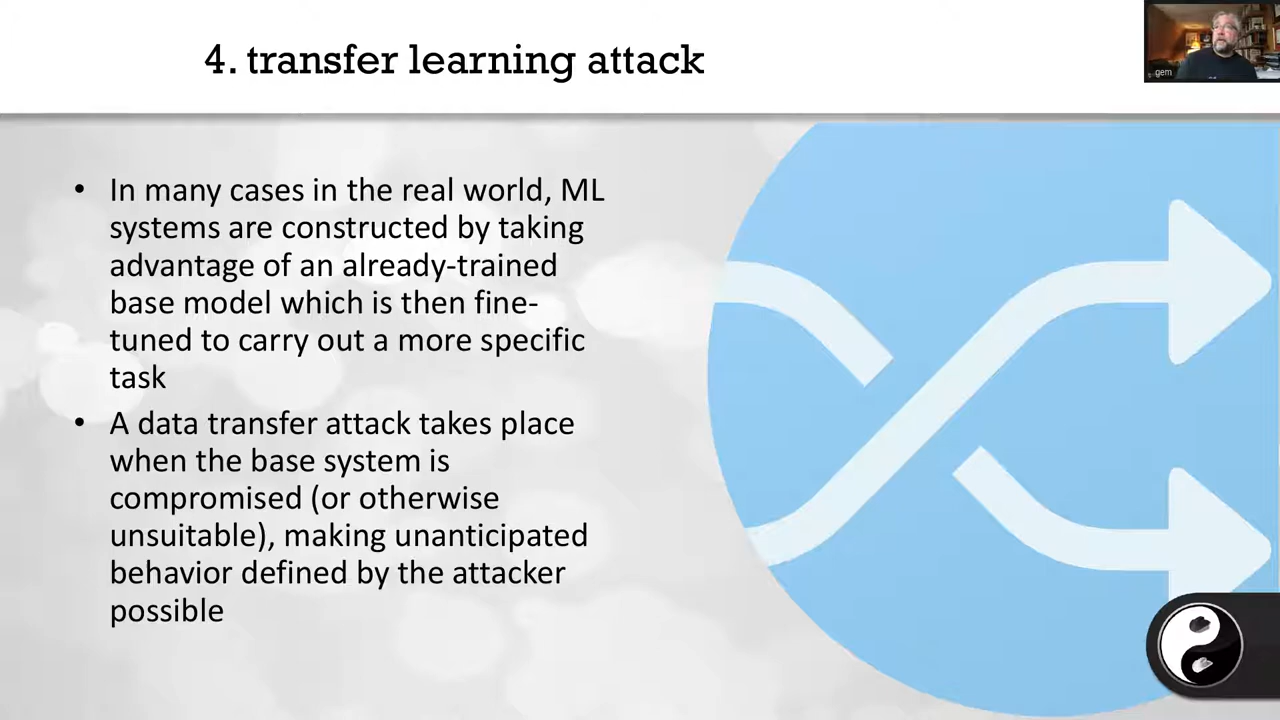 4. transfer learning attack
gem
• In many cases in the real world, ML
systems are constructed by taking
advantage of an already-trained
base model which is then fine-
tuned to carry out a more specific
task
• A data transfer attack takes place
when the base system is
compromised (or otherwise
unsuitable), making unanticipated
behavior defined by the attacker
possible